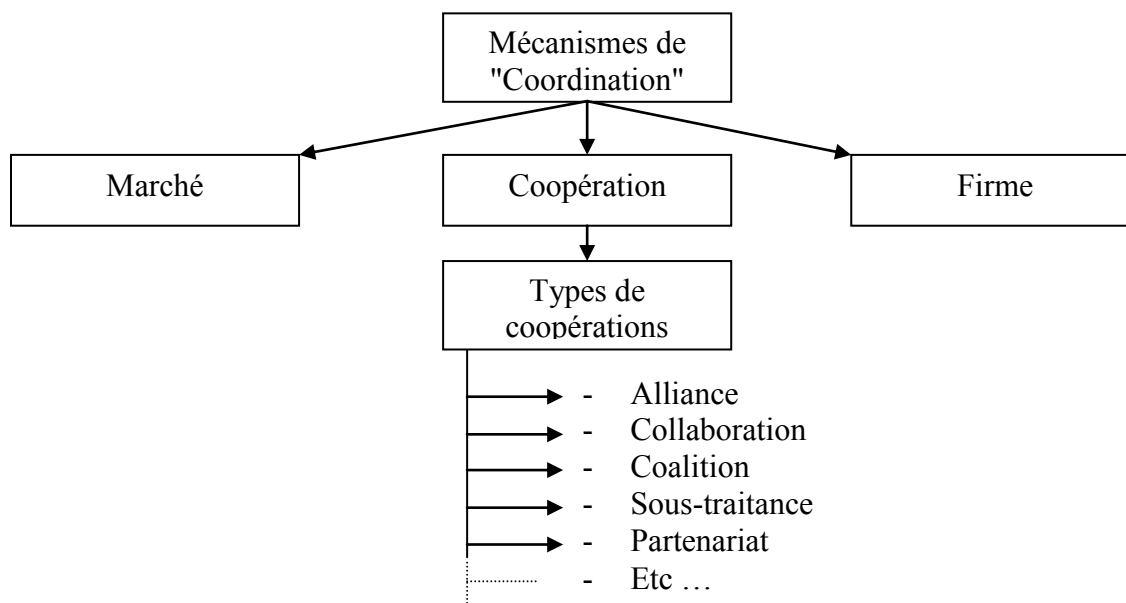 Mécanismes de
"Coordination"
Marché
Coopération
Firme
Types de
coopérations
- Alliance
- Collaboration
- Coalition
- Sous-traitance
- Partenariat
- Etc …